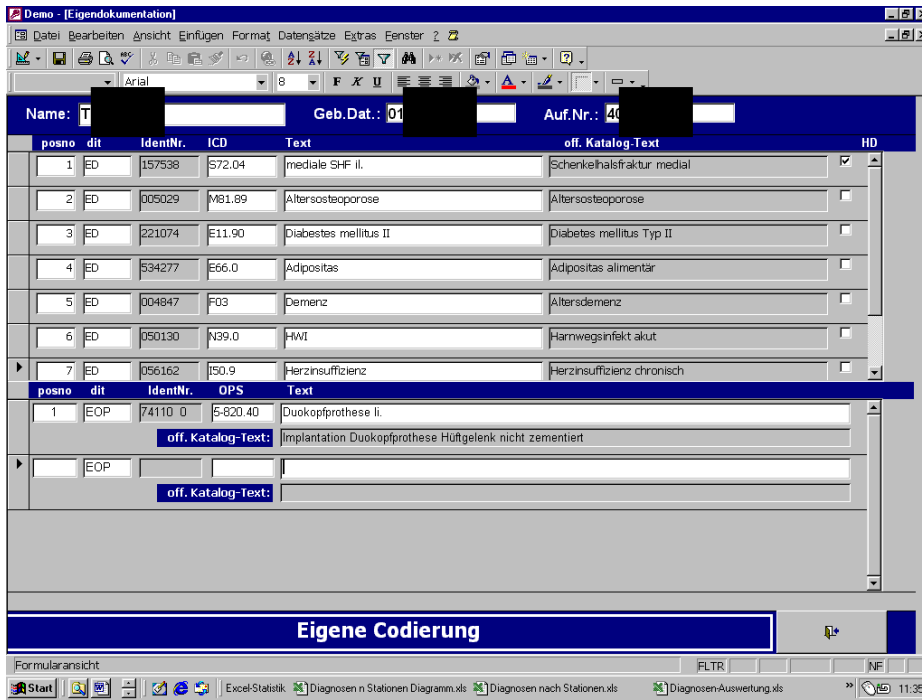 Demo - [Eigendokumentation]
Datei Bearbeiten Ansicht Einfügen Format Datensätze Extras Fenster ?
Arial 8 F K U
Name: T Geb.Dat.: 01 Auf.Nr.: 40
posno dit IdentNr. ICD Text off. Katalog-Text HD
1 ED 157538 S72.04 mediale SHF li. Schenkelhalsfraktur medial
2 ED 005029 M81.89 Altersosteoporose Altersosteoporose
3 ED 221074 E11.90 Diabestes mellitus II Diabetes mellitus Typ II
4 ED 534277 E66.0 Adipositas Adipositas alimentär
5 ED 004847 F03 Demenz Altersdemenz
6 ED 050130 N39.0 HWI Harnwegsinfekt akut
7 ED 056162 I50.9 Herzinsuffizienz Herzinsuffizienz chronisch
posno dit IdentNr. OPS Text
1 EOP 74110 0 5-820.40 Duokopfprothese li.
off. Katalog-Text: Implantation Duokopfprothese Hüftgelenk nicht zementiert
EOP
off. Katalog-Text:
Eigene Codierung
Formularansicht FLTR NF
Start Excel-Statistik Diagnosen n Stationen Diagramm.xls Diagnosen nach Stationen.xls Diagnosen-Auswertung.xls »